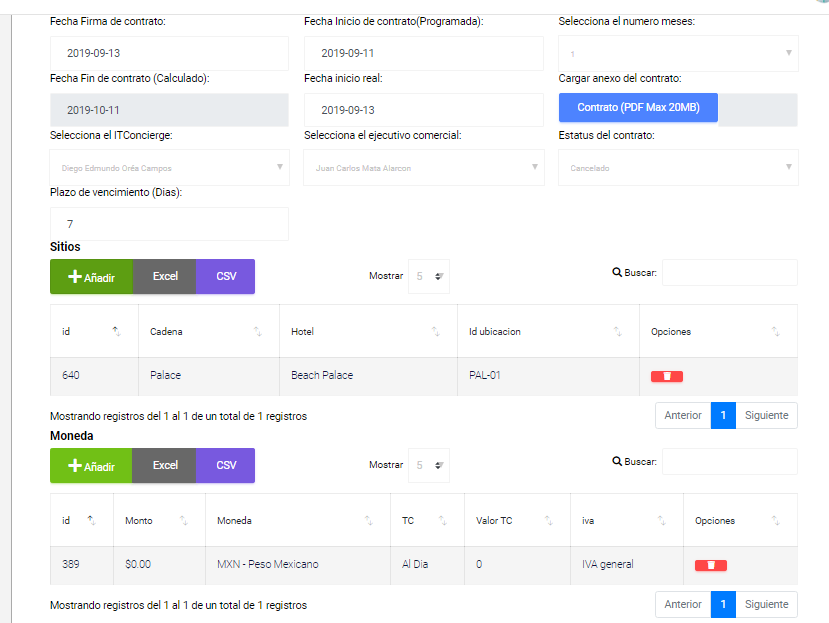 Fecha Firma de contrato: Fecha Inicio de contrato(Programada): Selecciona el numero meses:
2019-09-13 2019-09-11 1
Fecha Fin de contrato (Calculado): Fecha inicio real: Cargar anexo del contrato:
2019-10-11 2019-09-13 Contrato (PDF Max 20MB)
Selecciona el ITConcierge: Selecciona el ejecutivo comercial: Estatus del contrato:
Diego Edmundo Oréa Campos Juan Carlos Mata Alarcon Cancelado
Plazo de vencimiento (Dias):
7
Sitios
Añadir Excel CSV Mostrar 5 Buscar:
id Cadena Hotel Id ubicacion Opciones
640 Palace Beach Palace PAL-01
Mostrando registros del 1 al 1 de un total de 1 registros Anterior 1 Siguiente
Moneda
Añadir Excel CSV Mostrar 5 Buscar:
id Monto Moneda TC Valor TC iva Opciones
389 $0.00 MXN - Peso Mexicano Al Dia 0 IVA general
Mostrando registros del 1 al 1 de un total de 1 registros Anterior 1 Siguiente